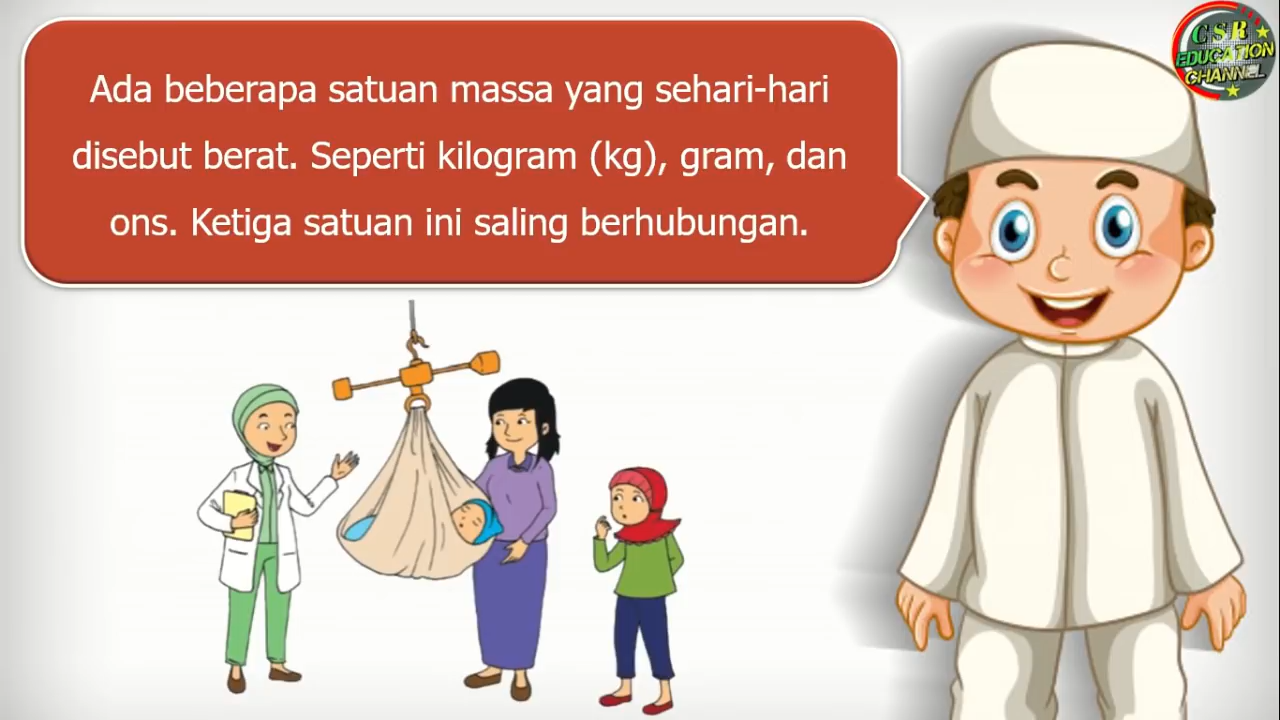 Ada beberapa satuan massa yang sehari-hari
disebut berat. Seperti kilogram (kg), gram, dan
ons. Ketiga satuan ini saling berhubungan.
CSR
EDUCATION
CHANNEL